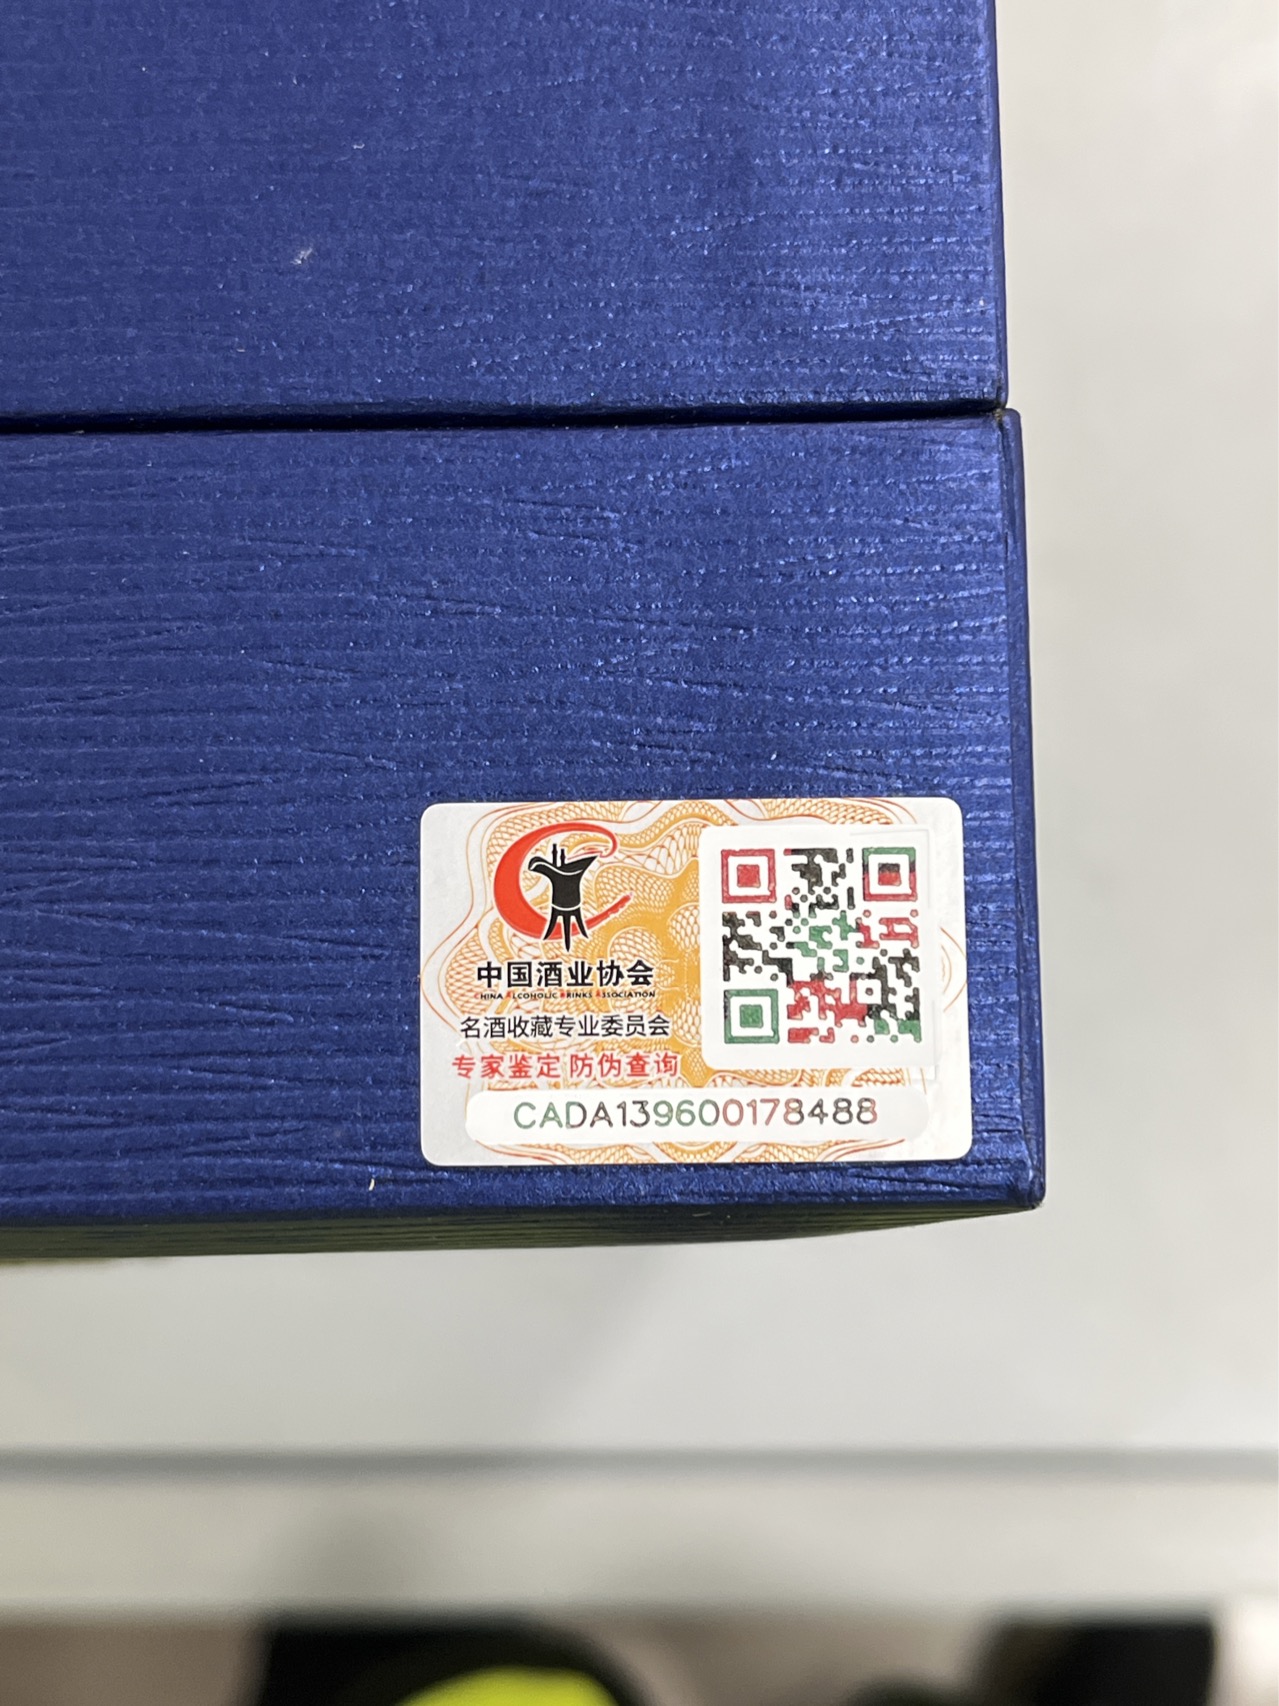 中国酒业协会
CHINA ALCOHOLIC DRINKS ASSOCIATION
名酒收藏专业委员会
专家鉴定 防伪查询
CADA139600178488